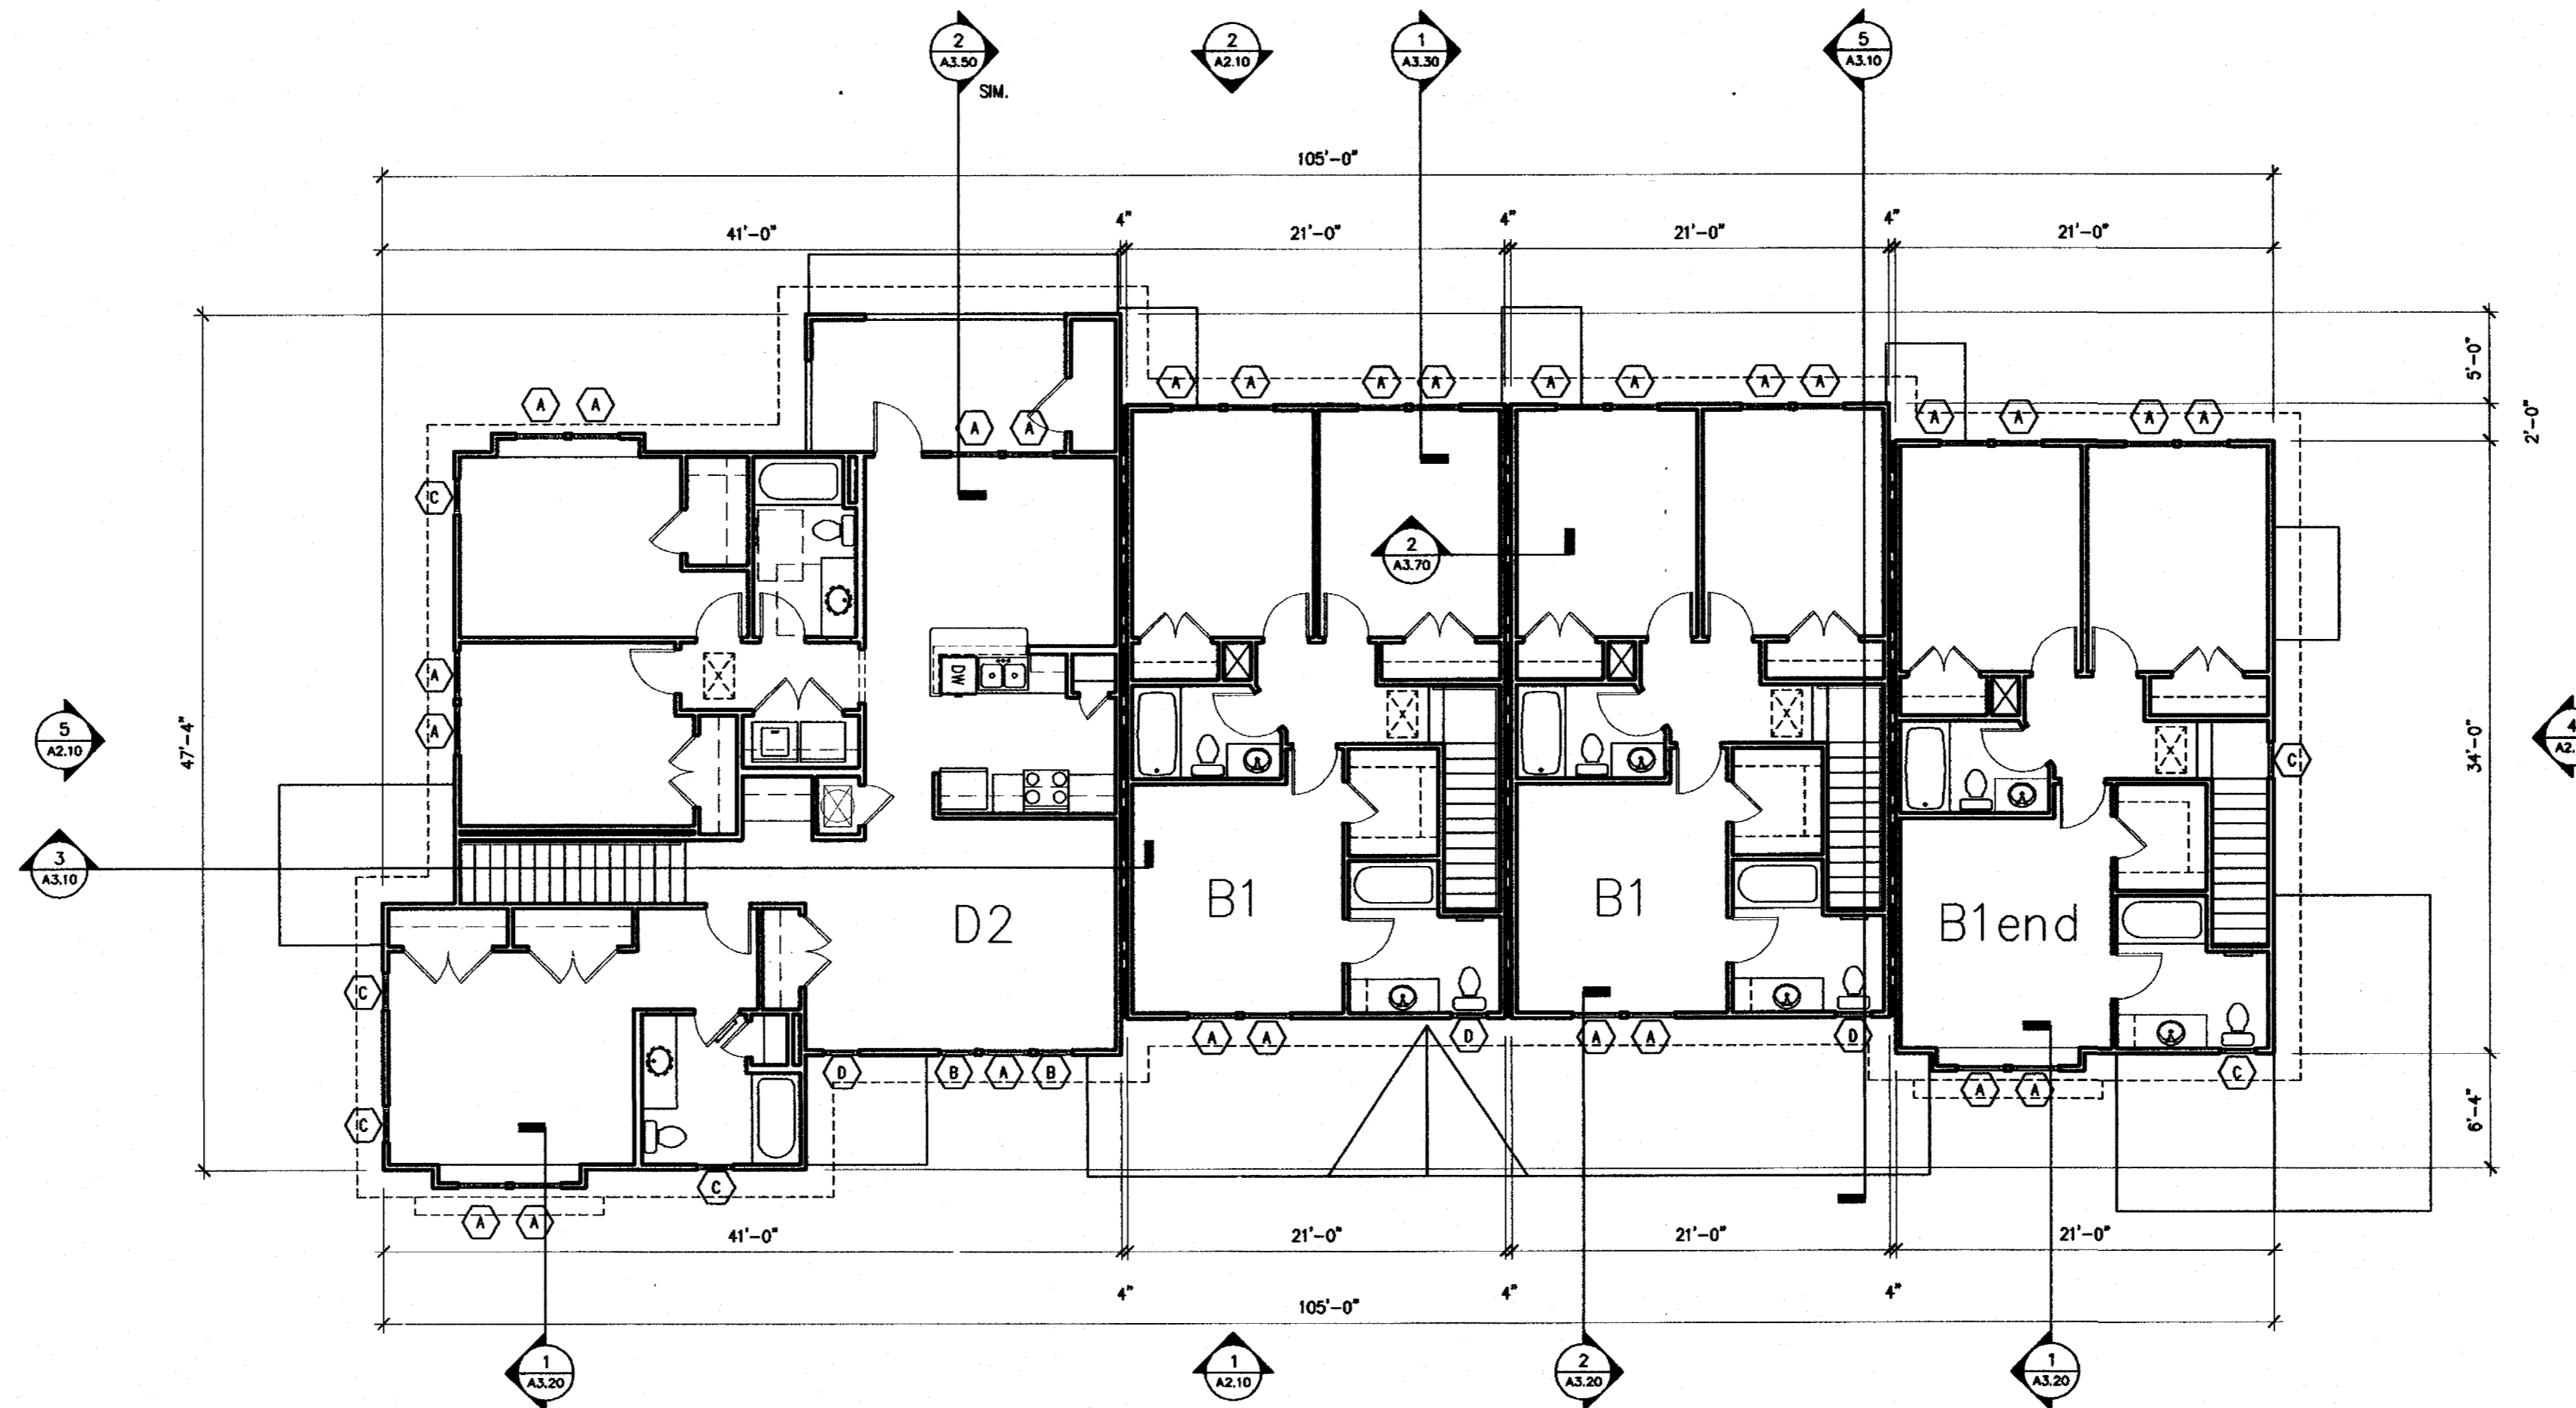 2
A3.50
SIM.
2
A2.10
1
A3.30
5
A3.10
105'-0"
41'-0" 4" 21'-0" 4" 21'-0" 4" 21'-0"
5'-0"
2'-0"
A A A A A A A A
A A A A A A A A
C
2
A3.70
A
A
DW
5
A2.10
47'-4"
34'-0"
4
C
3
A3.10
B1 B1 B1end
D2
C
A A D A A D
D B A B A A C
C
6'-4"
C
A A
41'-0" 21'-0" 21'-0" 21'-0"
4" 4" 4"
105'-0"
1
A3.20
1
A2.10
2
A3.20
1
A3.20